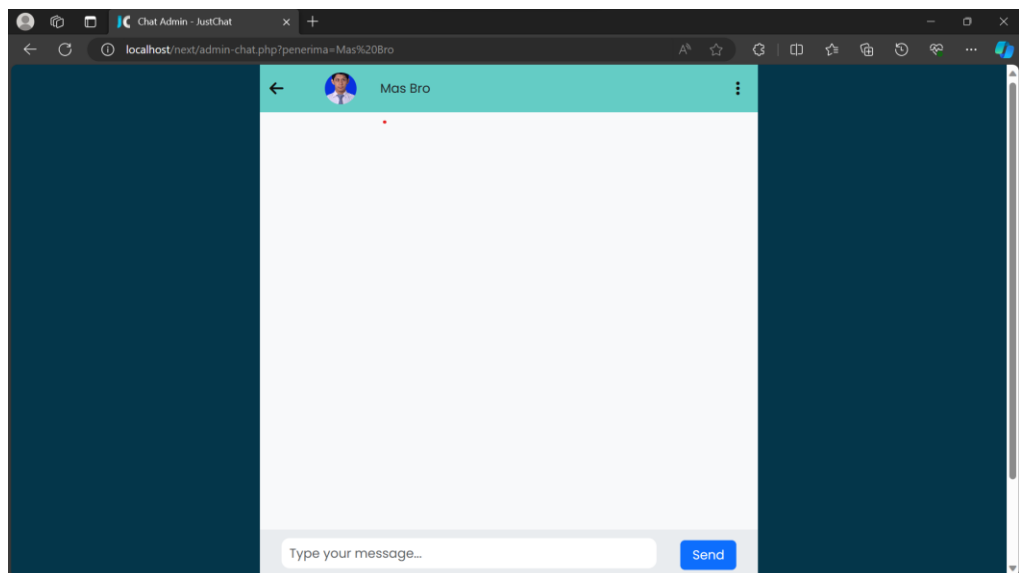 Chat Admin - JustChat
localhost/next/admin-chat.php?penerima=Mas%20Bro
Mas Bro
Type your message...
Send